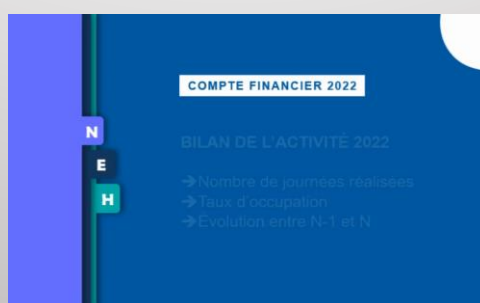 COMPTE FINANCIER 2022
N
E
H
BILAN DE L'ACTIVITÉ 2022
➔Nombre de journées réalisées
➔Taux d'occupation
➔Évolution entre N-1 et N